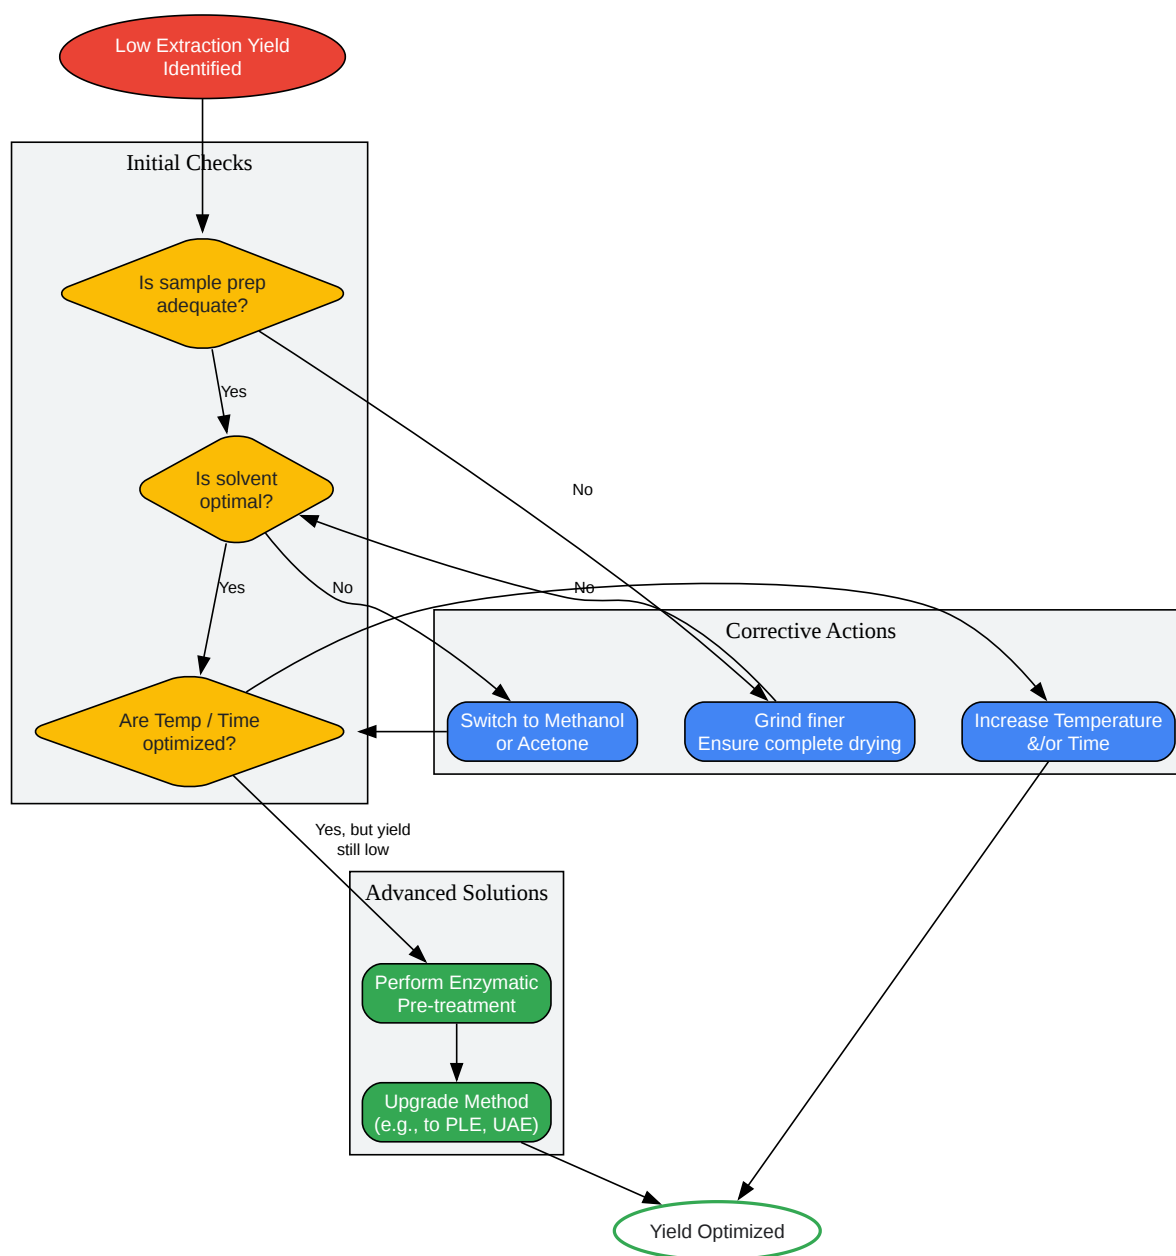 Low Extraction Yield
Identified
Initial Checks
Is sample prep
adequate?
Yes
No
Is solvent
optimal?
Yes
No
No
Corrective Actions
Are Temp / Time
optimized?
Switch to Methanol
or Acetone
Grind finer
Ensure complete drying
Increase Temperature
&/or Time
Yes, but yield
still low
Advanced Solutions
Perform Enzymatic
Pre-treatment
Upgrade Method
(e.g., to PLE, UAE)
Yield Optimized